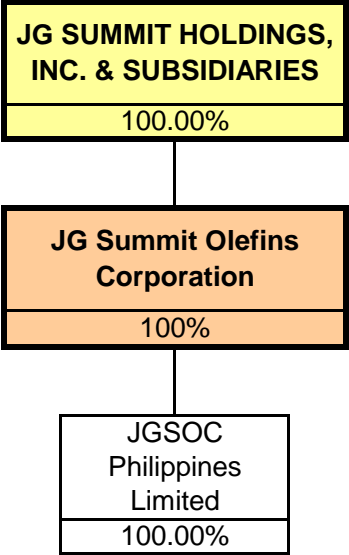 JG SUMMIT HOLDINGS,
INC. & SUBSIDIARIES
100.00%
JG Summit Olefins
Corporation
100%
JGSOC
Philippines
Limited
100.00%